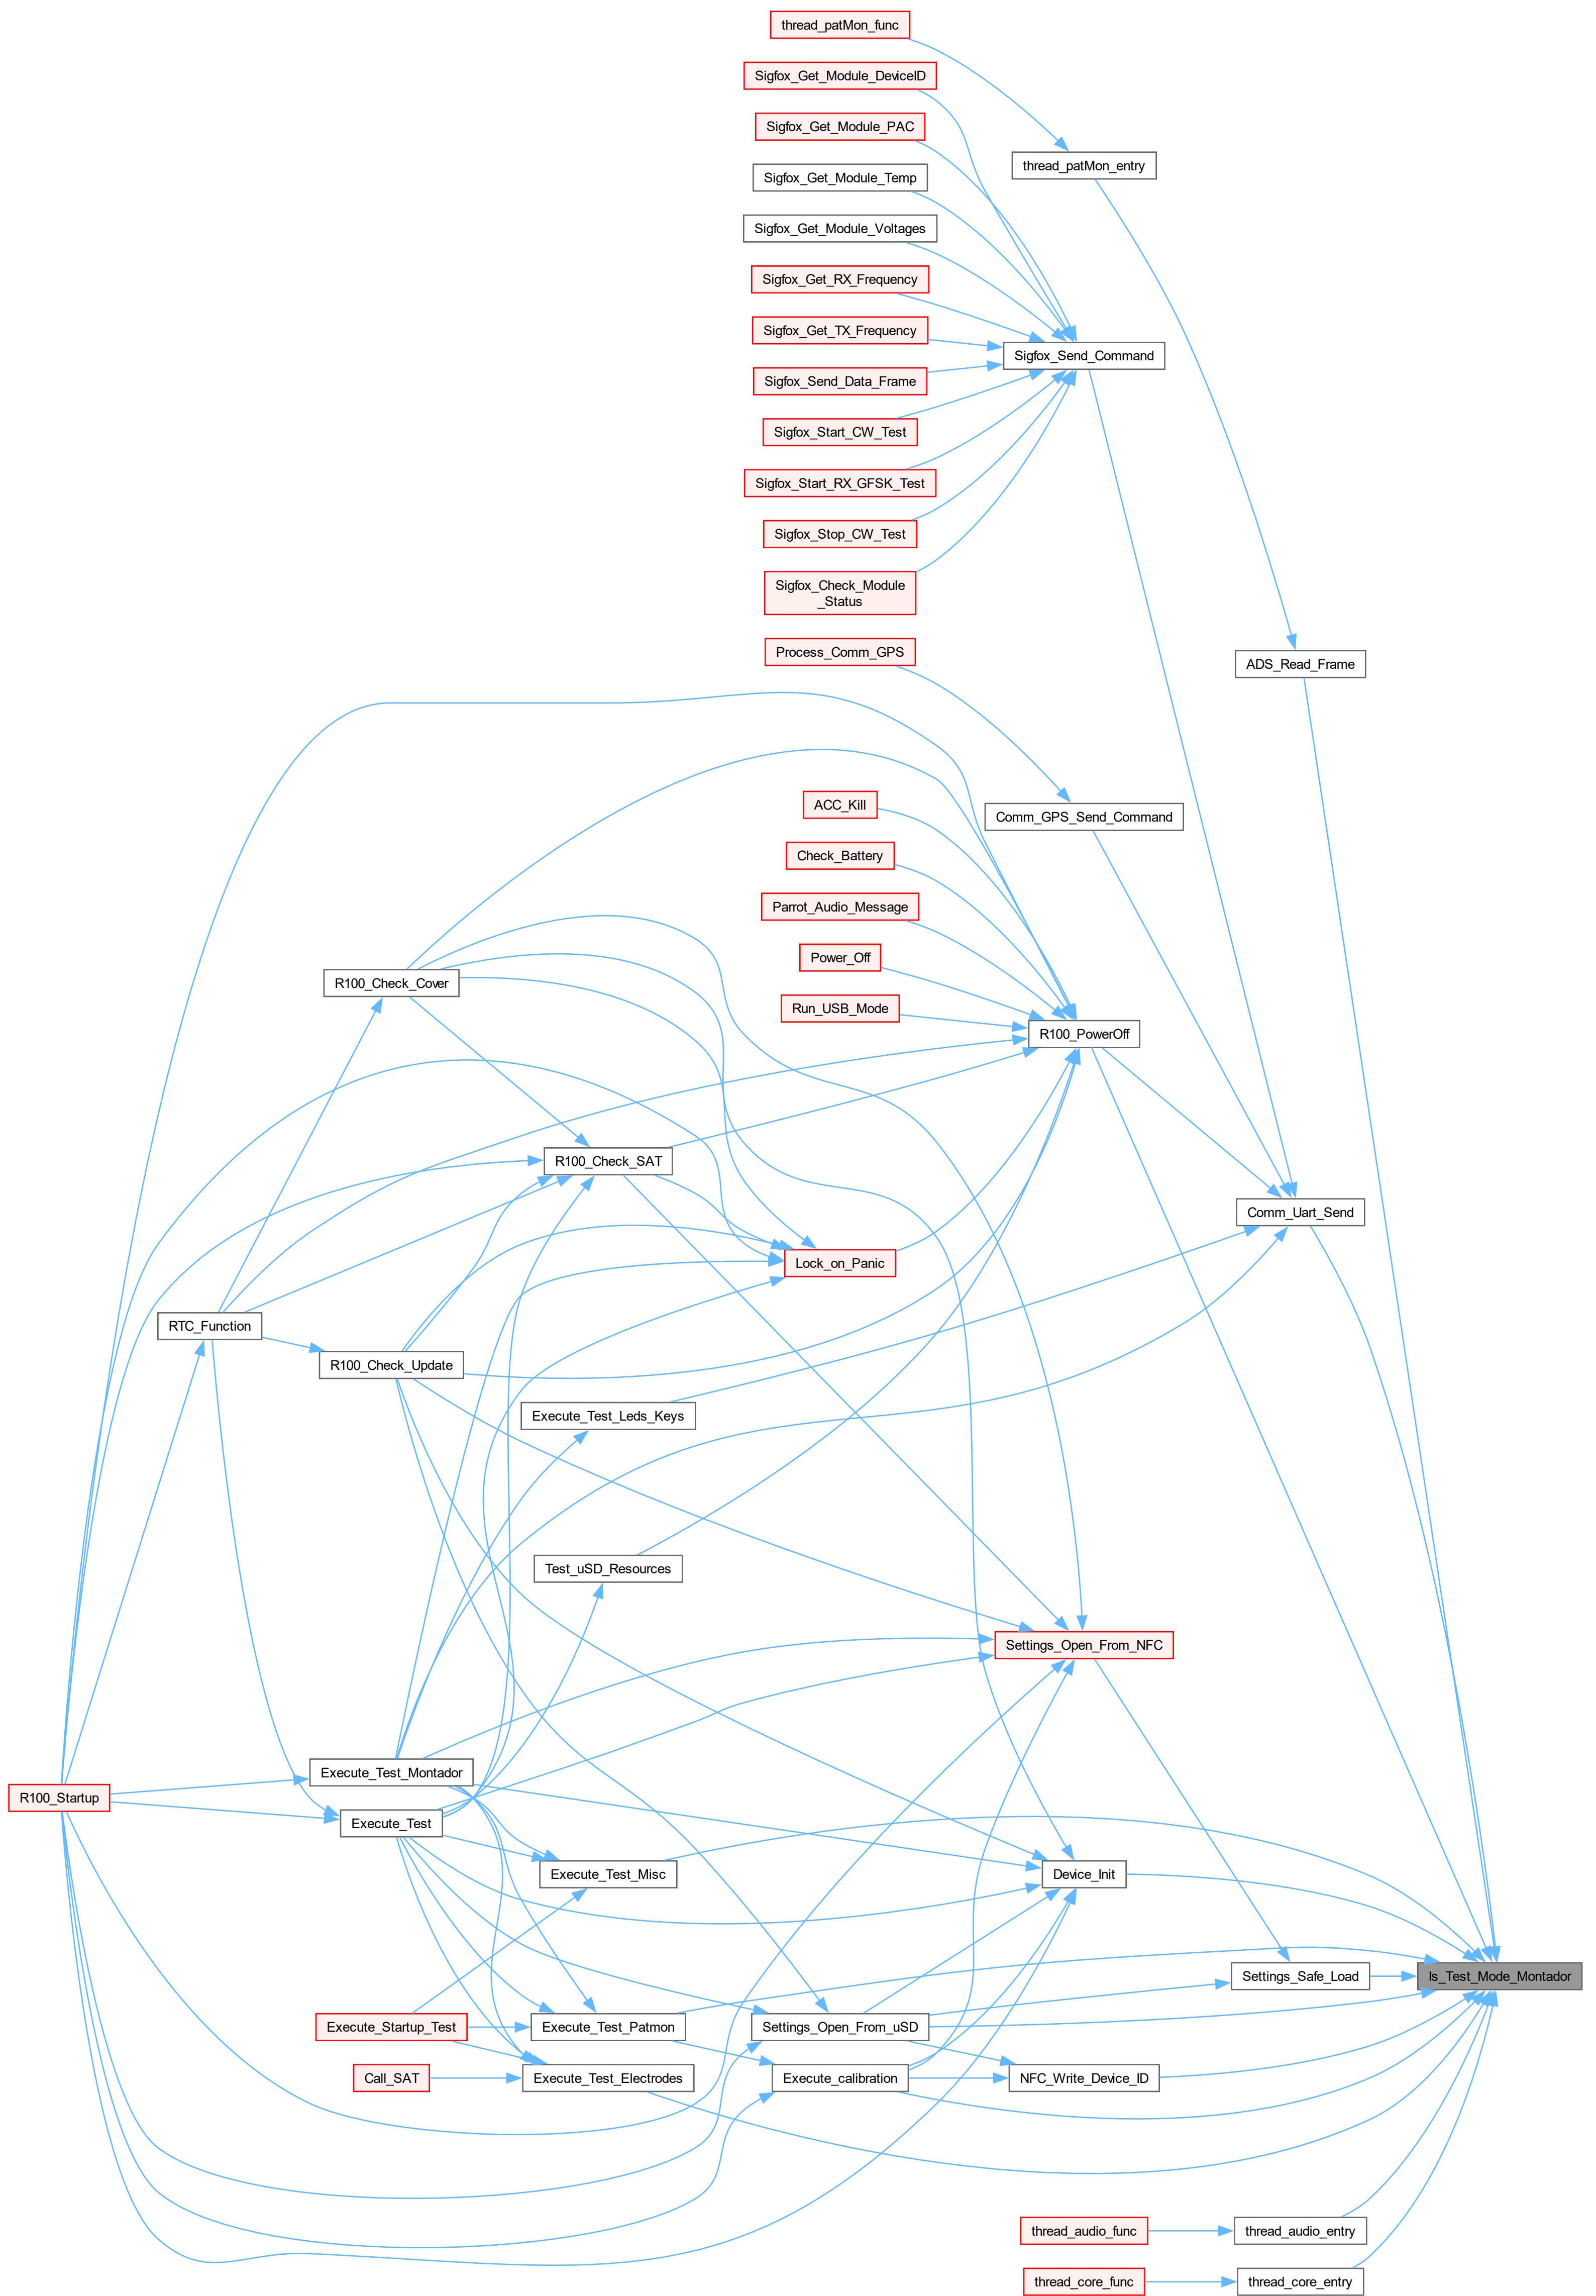 thread_patMon_func
Sigfox_Get_Module_DeviceID
Sigfox_Get_Module_PAC
thread_patMon_entry
Sigfox_Get_Module_Temp
Sigfox_Get_Module_Voltages
Sigfox_Get_RX_Frequency
Sigfox_Get_TX_Frequency
Sigfox_Send_Command
Sigfox_Send_Data_Frame
Sigfox_Start_CW_Test
Sigfox_Start_RX_GFSK_Test
Sigfox_Stop_CW_Test
Sigfox_Check_Module
_Status
Process_Comm_GPS
ADS_Read_Frame
ACC_Kill
Comm_GPS_Send_Command
Check_Battery
Parrot_Audio_Message
Power_Off
R100_Check_Cover
Run_USB_Mode
R100_PowerOff
R100_Check_SAT
Comm_Uart_Send
Lock_on_Panic
RTC_Function
R100_Check_Update
Execute_Test_Leds_Keys
Test_uSD_Resources
Settings_Open_From_NFC
Execute_Test_Montador
R100_Startup
Execute_Test
Execute_Test_Misc
Device_Init
Settings_Safe_Load
Is_Test_Mode_Montador
Execute_Startup_Test
Execute_Test_Patmon
Settings_Open_From_uSD
Call_SAT
Execute_Test_Electrodes
Execute_calibration
NFC_Write_Device_ID
thread_audio_func
thread_audio_entry
thread_core_func
thread_core_entry